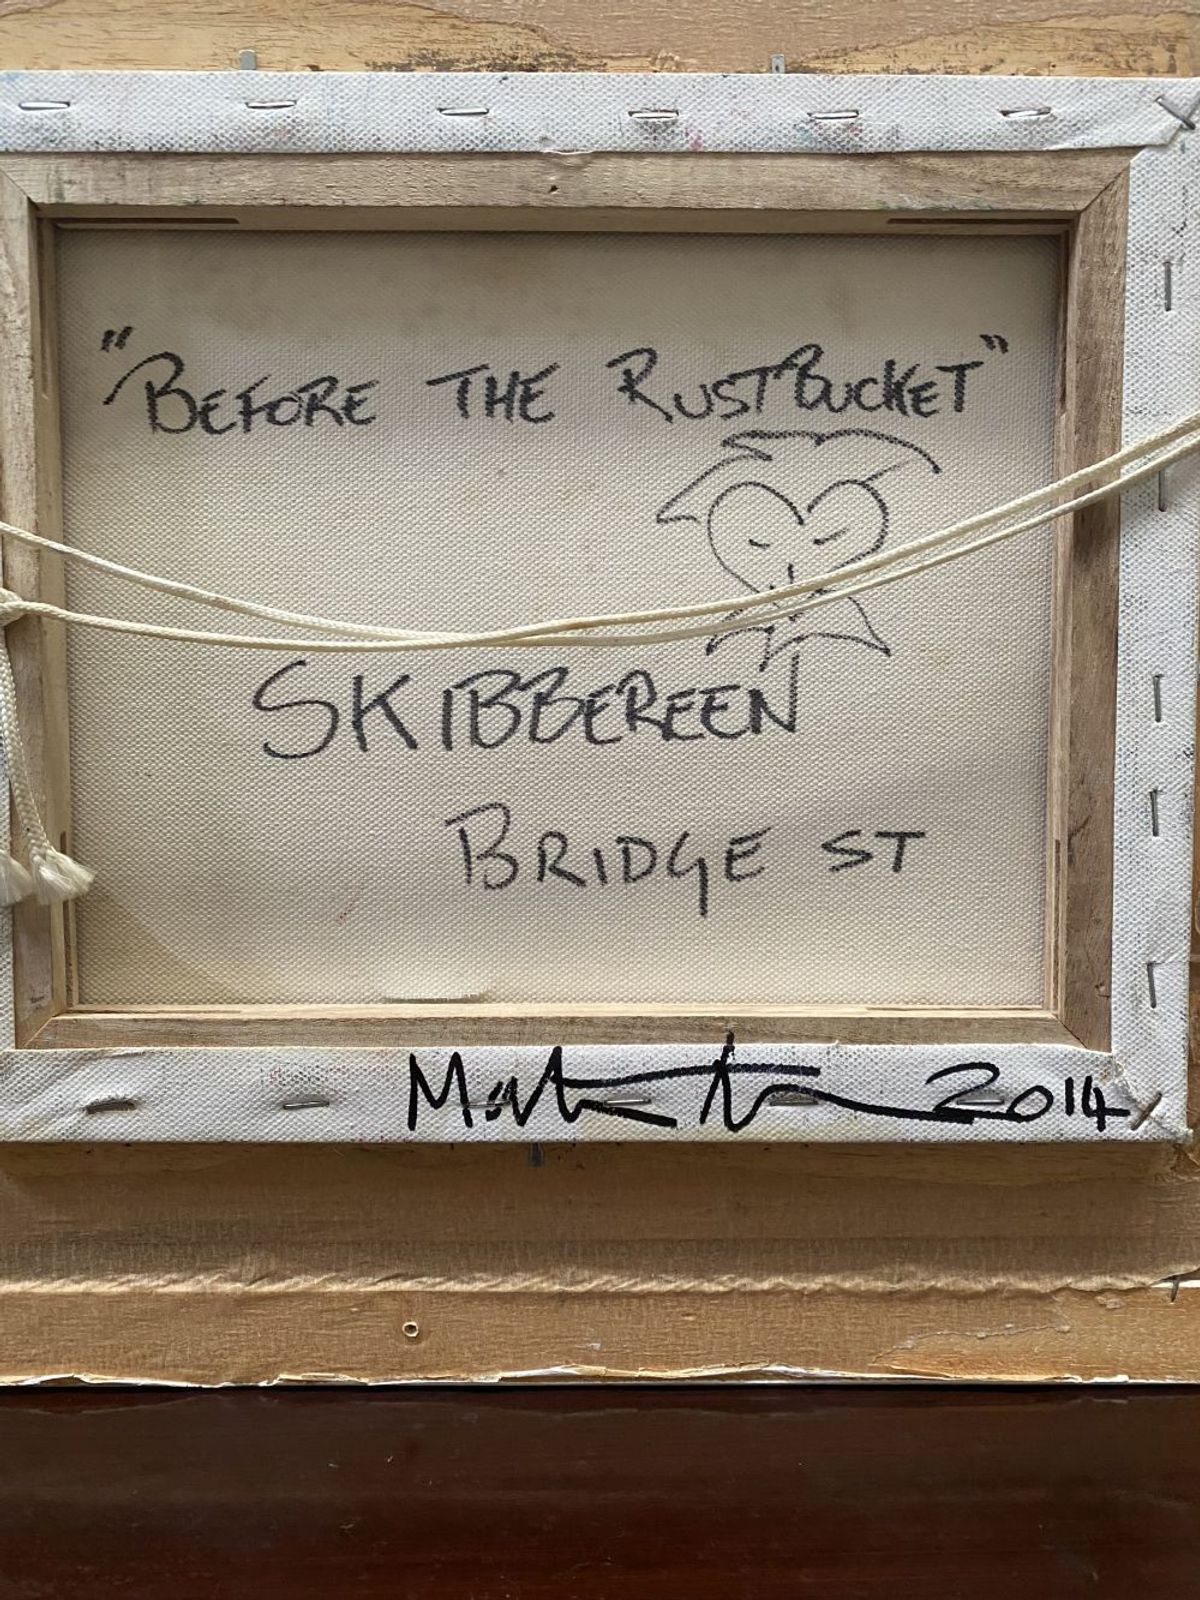 "BEFORE THE RUSTBUCKET"
SKIBBEREEN
BRIDGE ST
2014